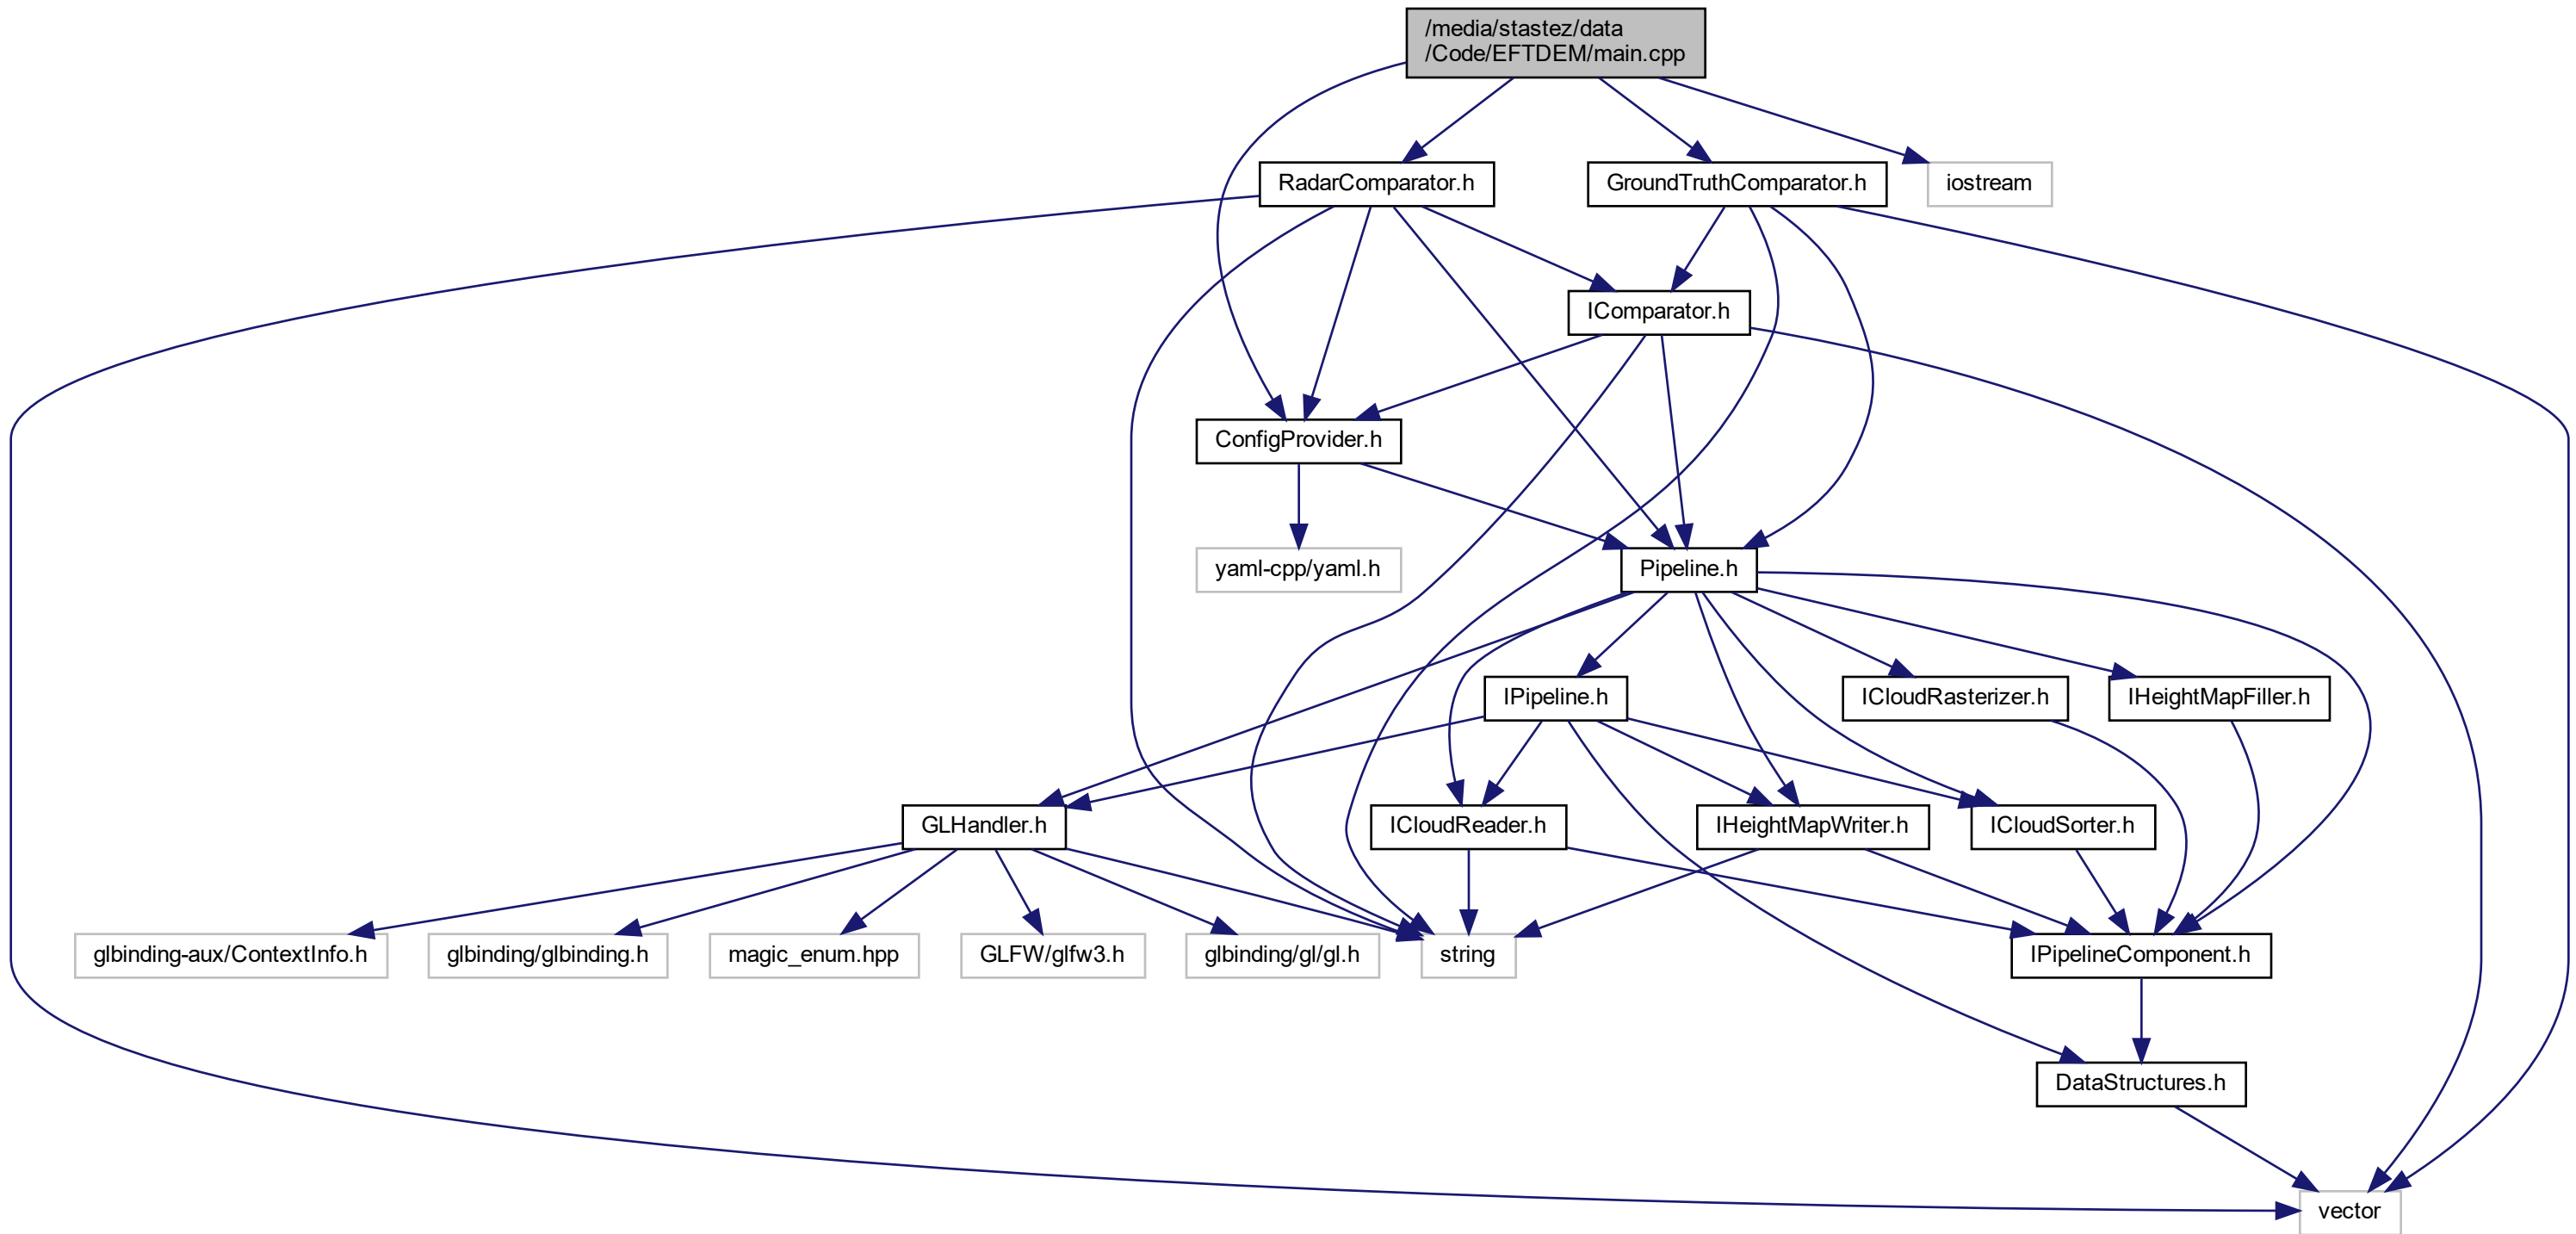 /media/stastez/data
/Code/EFTDEM/main.cpp
RadarComparator.h
GroundTruthComparator.h
iostream
IComparator.h
ConfigProvider.h
yaml-cpp/yaml.h
Pipeline.h
IPipeline.h
ICloudRasterizer.h
IHeightMapFiller.h
GLHandler.h
ICloudReader.h
IHeightMapWriter.h
ICloudSorter.h
glbinding-aux/ContextInfo.h
glbinding/glbinding.h
magic_enum.hpp
GLFW/glfw3.h
glbinding/gl/gl.h
string
IPipelineComponent.h
DataStructures.h
vector